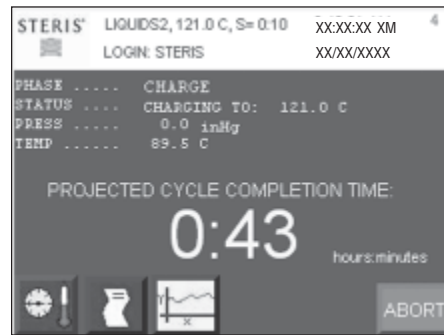 STERIS® LIQUIDS2, 121.0 C, S= 0:10 XX:XX:XX XM 4
LOGIN: STERIS XX/XX/XXXX
PHASE ..... CHARGE
STATUS .... CHARGING TO: 121.0 C
PRESS ..... 0.0 inHg
TEMP ...... 89.5 C
PROJECTED CYCLE COMPLETION TIME:
0:43 hours:minutes
Y
X
ABORT